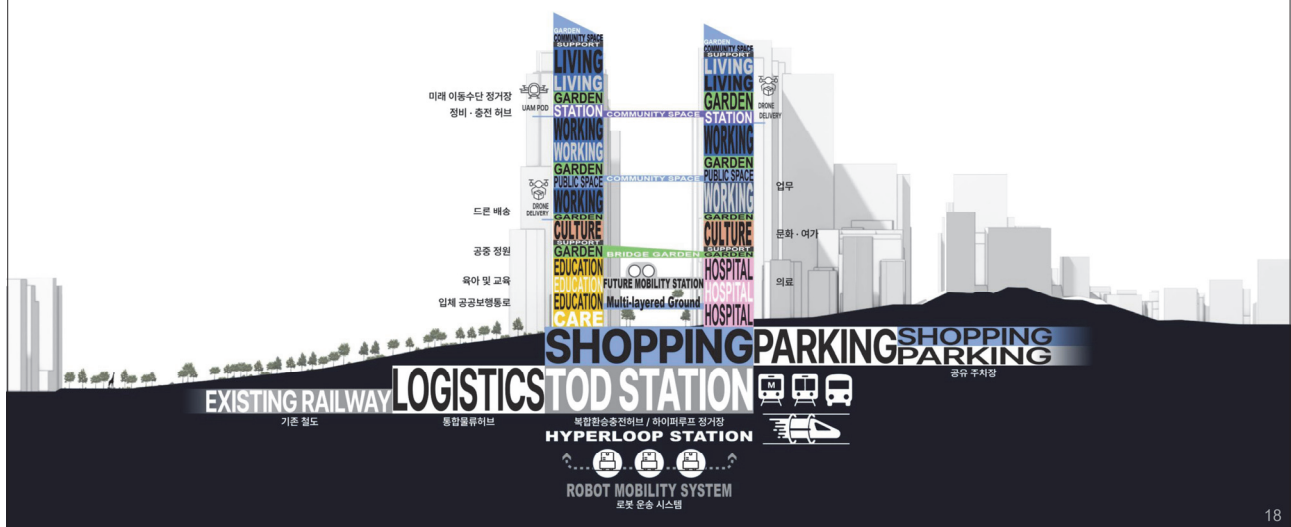 GARDEN
COMMUNITY SPACE
SUPPORT
LIVING
LIVING
GARDEN
STATION
WORKING
WORKING
GARDEN
PUBLIC SPACE
WORKING
GARDEN
CULTURE
SUPPORT
GARDEN
EDUCATION
EDUCATION
EDUCATION
CARE
GARDEN
COMMUNITY SPACE
SUPPORT
LIVING
LIVING
GARDEN
STATION
WORKING
GARDEN
PUBLIC SPACE
WORKING
GARDEN
CULTURE
SUPPORT
GARDEN
HOSPITAL
HOSPITAL
HOSPITAL
COMMUNITY SPACE
COMMUNITY SPACE
BRIDGE GARDEN
FUTURE MOBILITY STATION
Multi-layered Ground
미래 이동수단 정거장
정비 · 충전 허브
UAM POD
DRONE
DELIVERY
드론 배송
공중 정원
육아 및 교육
입체 공공보행통로
DRONE
DELIVERY
업무
문화 · 여가
의료
SHOPPING
PARKING
SHOPPING
PARKING
공유 주차장
EXISTING RAILWAY
기존 철도
LOGISTICS
통합물류허브
TOD STATION
복합환승충전허브 / 하이퍼루프 정거장
M
HYPERLOOP STATION
ROBOT MOBILITY SYSTEM
로봇 운송 시스템
18